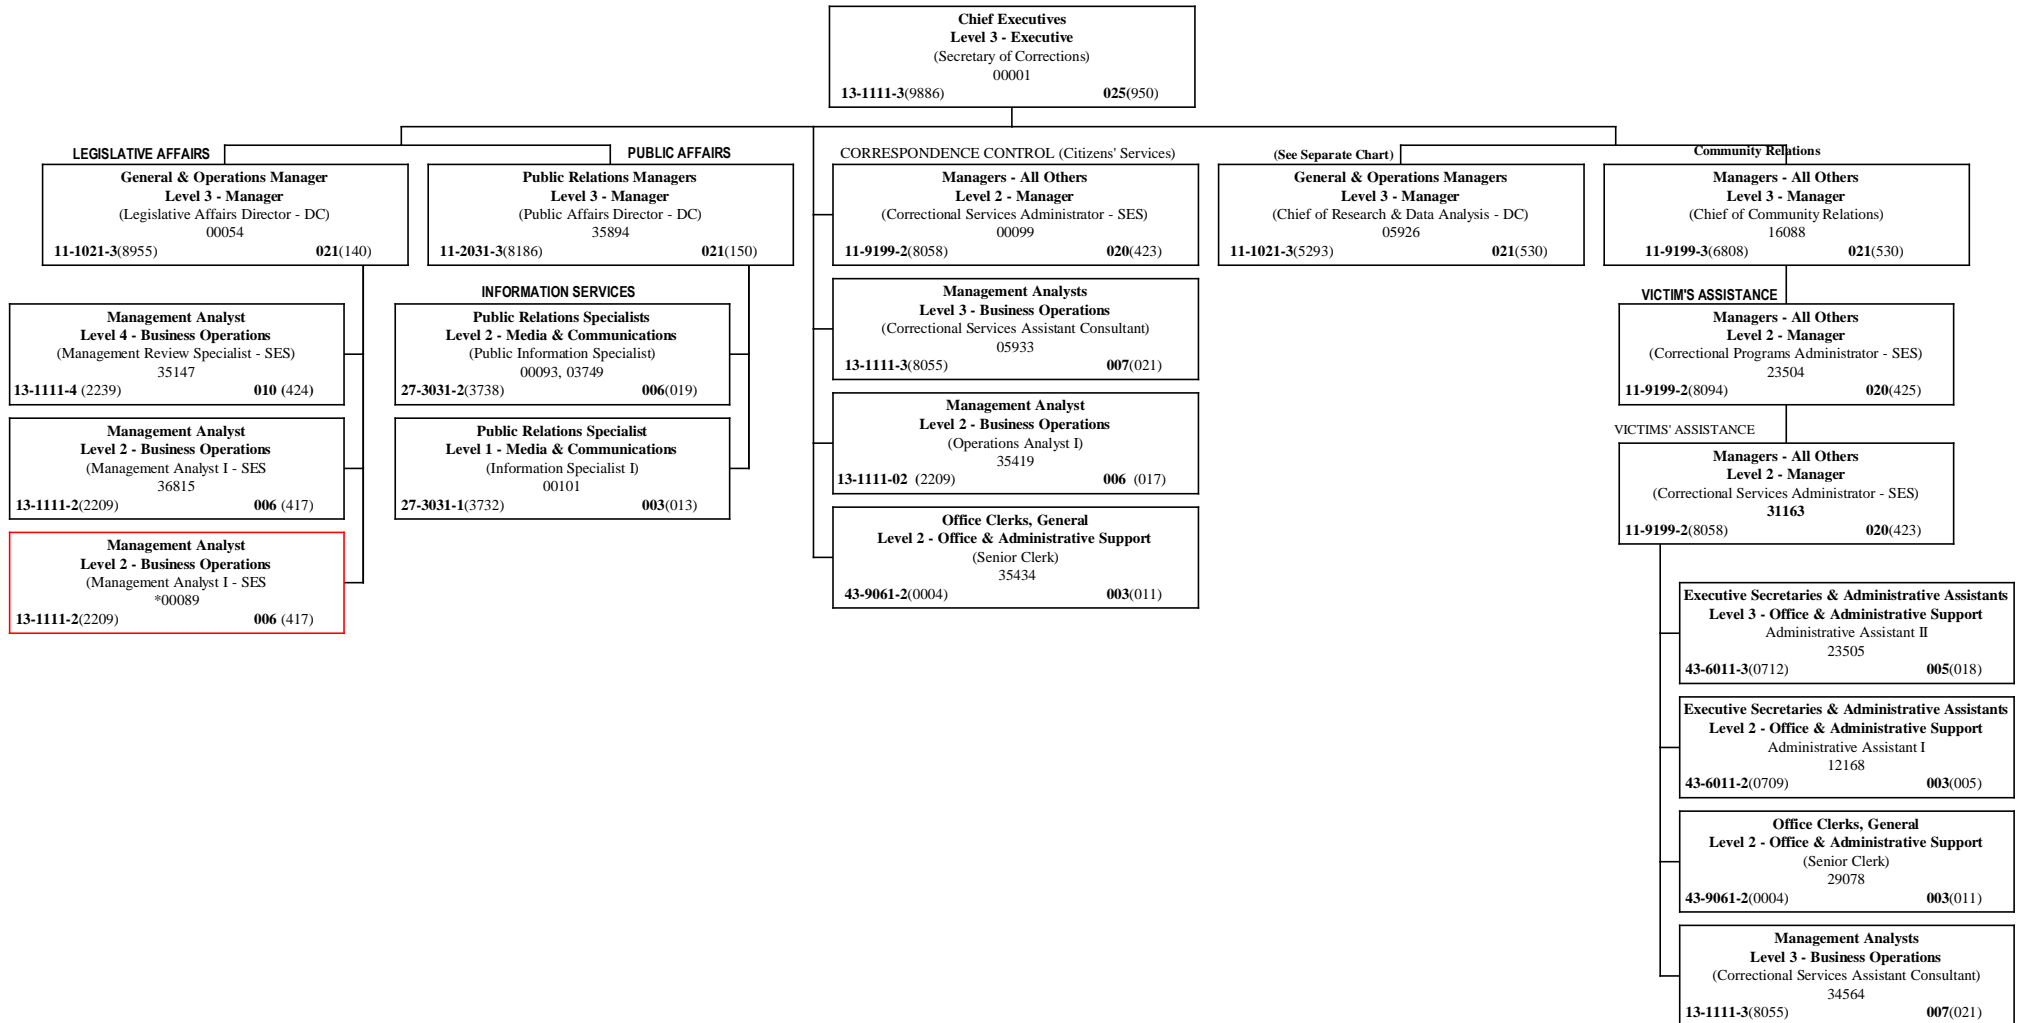 Chief Executives
Level 3 - Executive
(Secretary of Corrections)
00001
13-1111-3(9886) 025(950)
LEGISLATIVE AFFAIRS
General & Operations Manager
Level 3 - Manager
(Legislative Affairs Director - DC)
00054
11-1021-3(8955) 021(140)
Management Analyst
Level 4 - Business Operations
(Management Review Specialist - SES)
35147
13-1111-4 (2239) 010 (424)
Management Analyst
Level 2 - Business Operations
(Management Analyst I - SES
36815
13-1111-2(2209) 006 (417)
Management Analyst
Level 2 - Business Operations
(Management Analyst I - SES
*00089
13-1111-2(2209) 006 (417)
PUBLIC AFFAIRS
Public Relations Managers
Level 3 - Manager
(Public Affairs Director - DC)
35894
11-2031-3(8186) 021(150)
INFORMATION SERVICES
Public Relations Specialists
Level 2 - Media & Communications
(Public Information Specialist)
00093, 03749
27-3031-2(3738) 006(019)
Public Relations Specialist
Level 1 - Media & Communications
(Information Specialist I)
00101
27-3031-1(3732) 003(013)
CORRESPONDENCE CONTROL (Citizens' Services)
Managers - All Others
Level 2 - Manager
(Correctional Services Administrator - SES)
00099
11-9199-2(8058) 020(423)
Management Analysts
Level 3 - Business Operations
(Correctional Services Assistant Consultant)
05933
13-1111-3(8055) 007(021)
Management Analyst
Level 2 - Business Operations
(Operations Analyst I)
35419
13-1111-02 (2209) 006 (017)
Office Clerks, General
Level 2 - Office & Administrative Support
(Senior Clerk)
35434
43-9061-2(0004) 003(011)
(See Separate Chart)
General & Operations Managers
Level 3 - Manager
(Chief of Research & Data Analysis - DC)
05926
11-1021-3(5293) 021(530)
Community Relations
Managers - All Others
Level 3 - Manager
(Chief of Community Relations)
16088
11-9199-3(6808) 021(530)
VICTIM'S ASSISTANCE
Managers - All Others
Level 2 - Manager
(Correctional Programs Administrator - SES)
23504
11-9199-2(8094) 020(425)
VICTIMS' ASSISTANCE
Managers - All Others
Level 2 - Manager
(Correctional Services Administrator - SES)
31163
11-9199-2(8058) 020(423)
Executive Secretaries & Administrative Assistants
Level 3 - Office & Administrative Support
Administrative Assistant II
23505
43-6011-3(0712) 005(018)
Executive Secretaries & Administrative Assistants
Level 2 - Office & Administrative Support
Administrative Assistant I
12168
43-6011-2(0709) 003(005)
Office Clerks, General
Level 2 - Office & Administrative Support
(Senior Clerk)
29078
43-9061-2(0004) 003(011)
Management Analysts
Level 3 - Business Operations
(Correctional Services Assistant Consultant)
34564
13-1111-3(8055) 007(021)